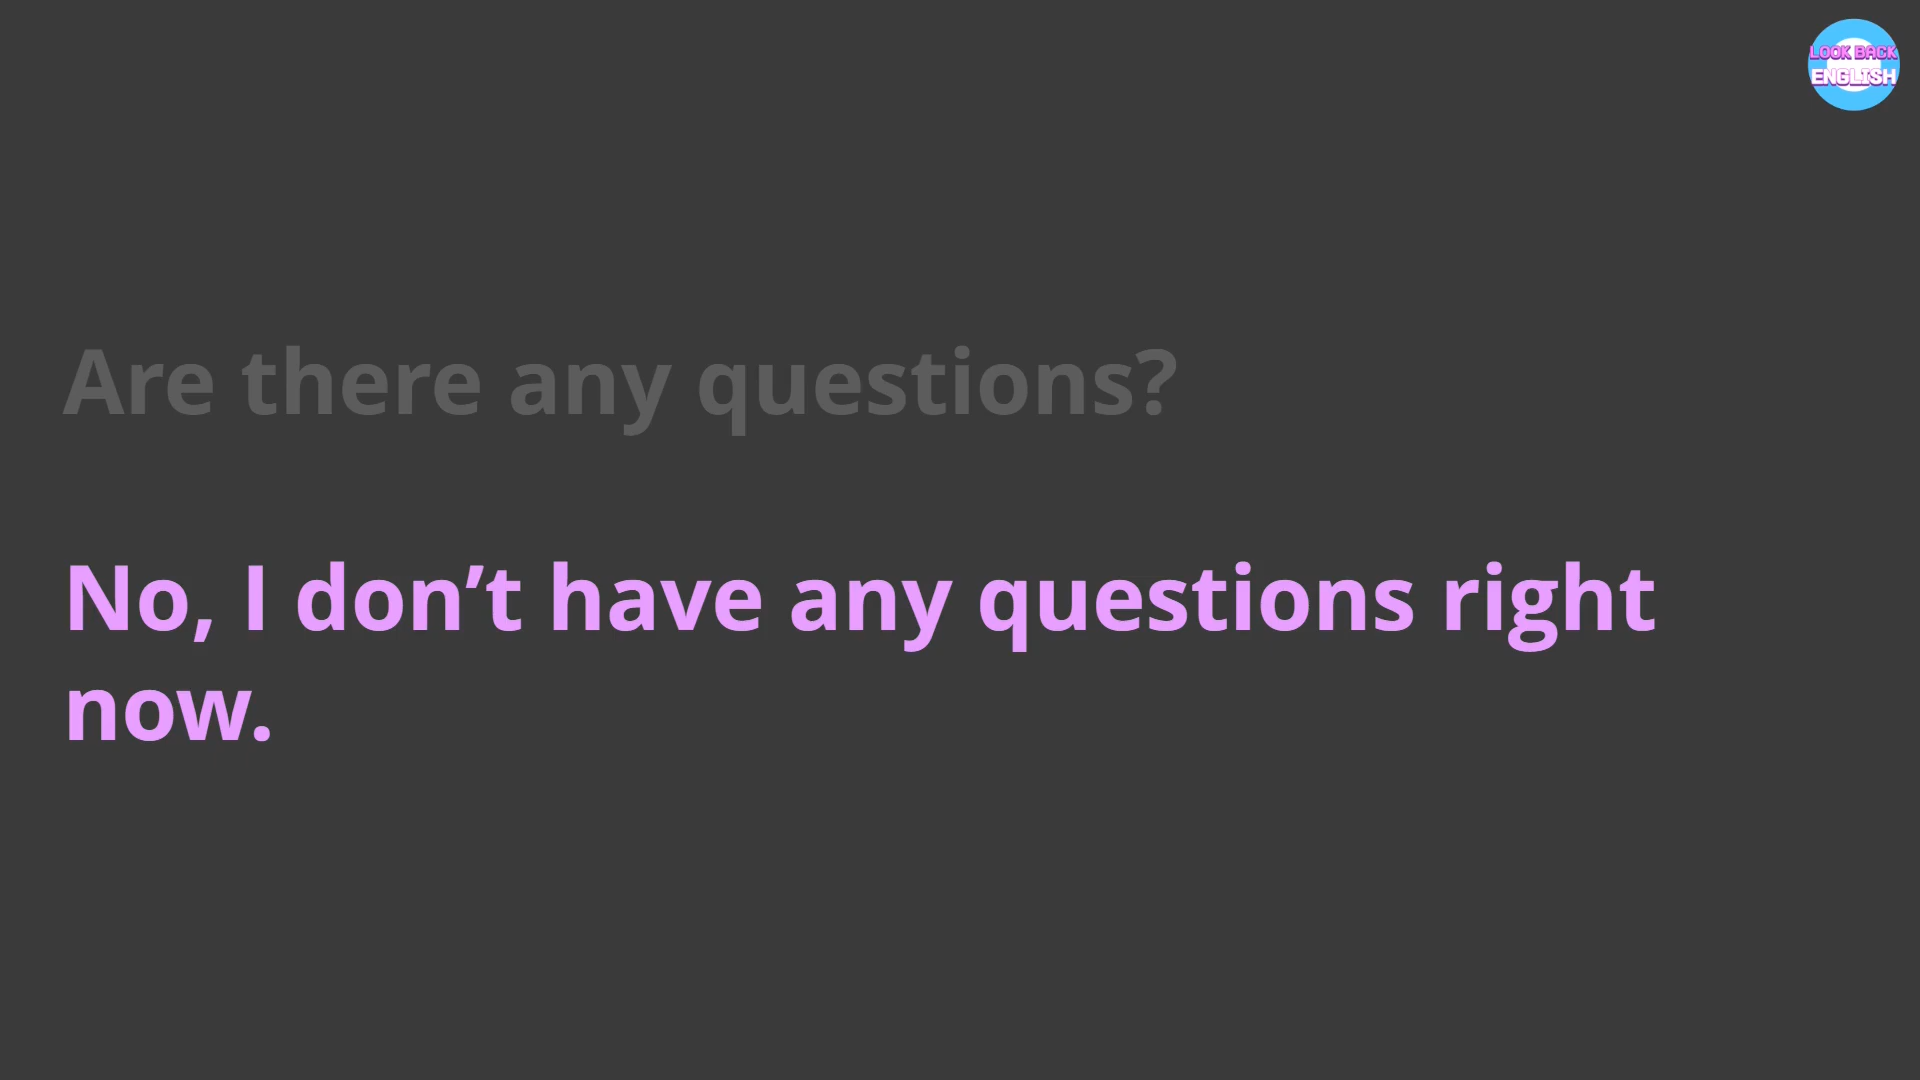 LOOK BACK
ENGLISH
Are there any questions?
No, I don’t have any questions right
now.